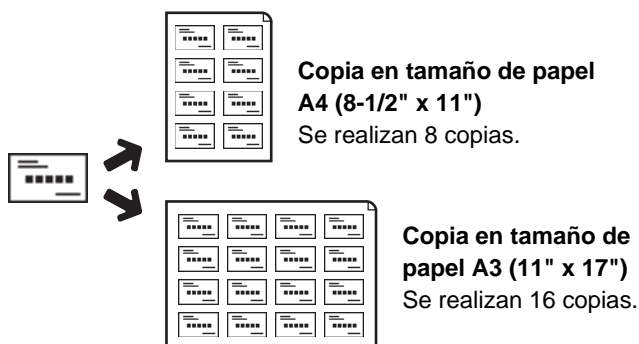 Copia en tamaño de papel
A4 (8-1/2" x 11")
Se realizan 8 copias.
Copia en tamaño de
papel A3 (11" x 17")
Se realizan 16 copias.